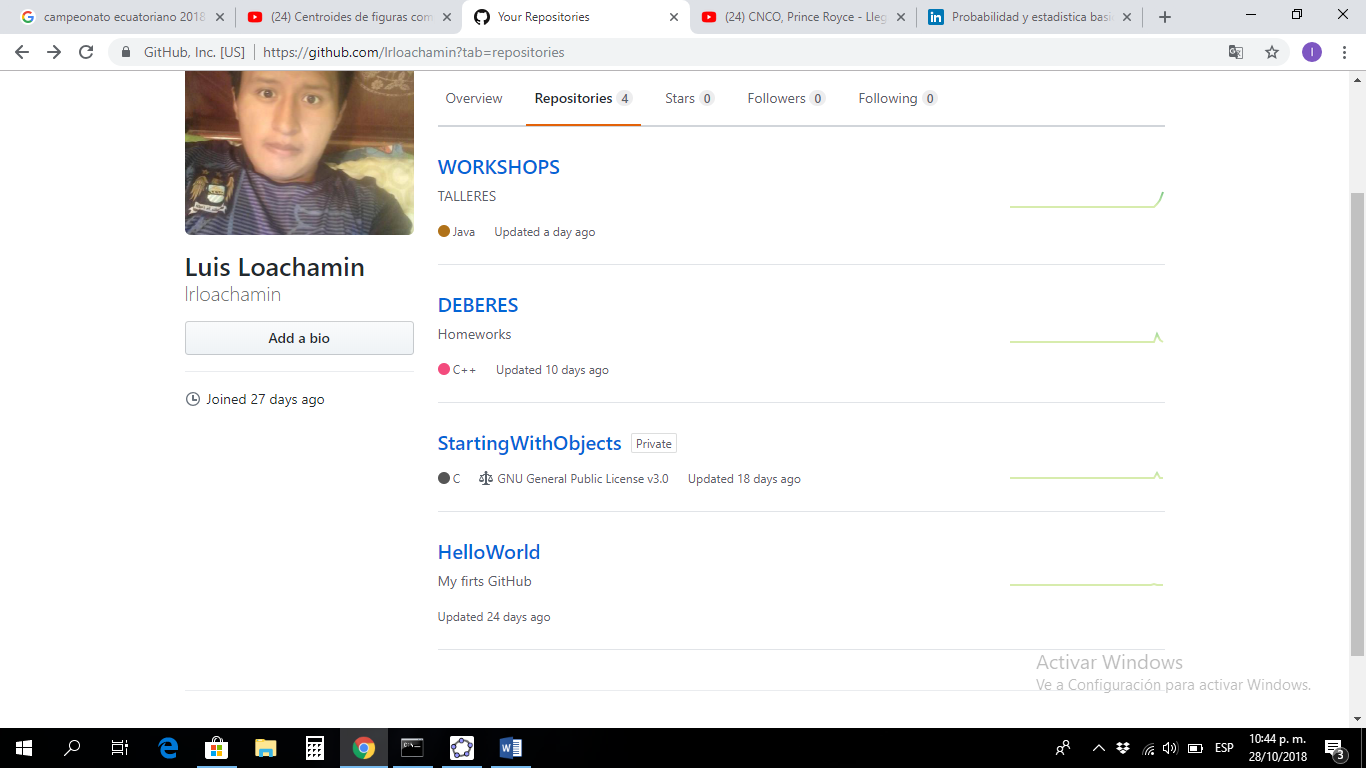 campeonato ecuatoriano 2018
(24) Centroides de figuras com
Your Repositories
(24) CNCO, Prince Royce - Lleg
Probabilidad y estadistica basi
GitHub, Inc. [US] | https://github.com/lrloachamin?tab=repositories
I
Overview Repositories 4 Stars 0 Followers 0 Following 0
WORKSHOPS
TALLERES
Java Updated a day ago
Luis Loachamin
lrloachamin
Add a bio
Joined 27 days ago
DEBERES
Homeworks
C++ Updated 10 days ago
StartingWithObjects Private
C GNU General Public License v3.0 Updated 18 days ago
HelloWorld
My firts GitHub
Updated 24 days ago
Activar Windows
Ve a Configuración para activar Windows.
ESP
10:44 p. m.
28/10/2018
3